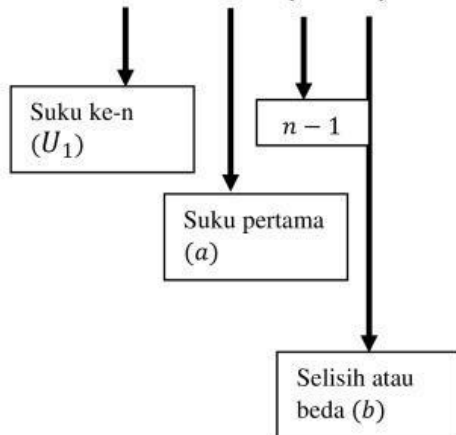 Suku ke-n
(U₁)
n − 1
Suku pertama
(a)
Selisih atau
beda (b)